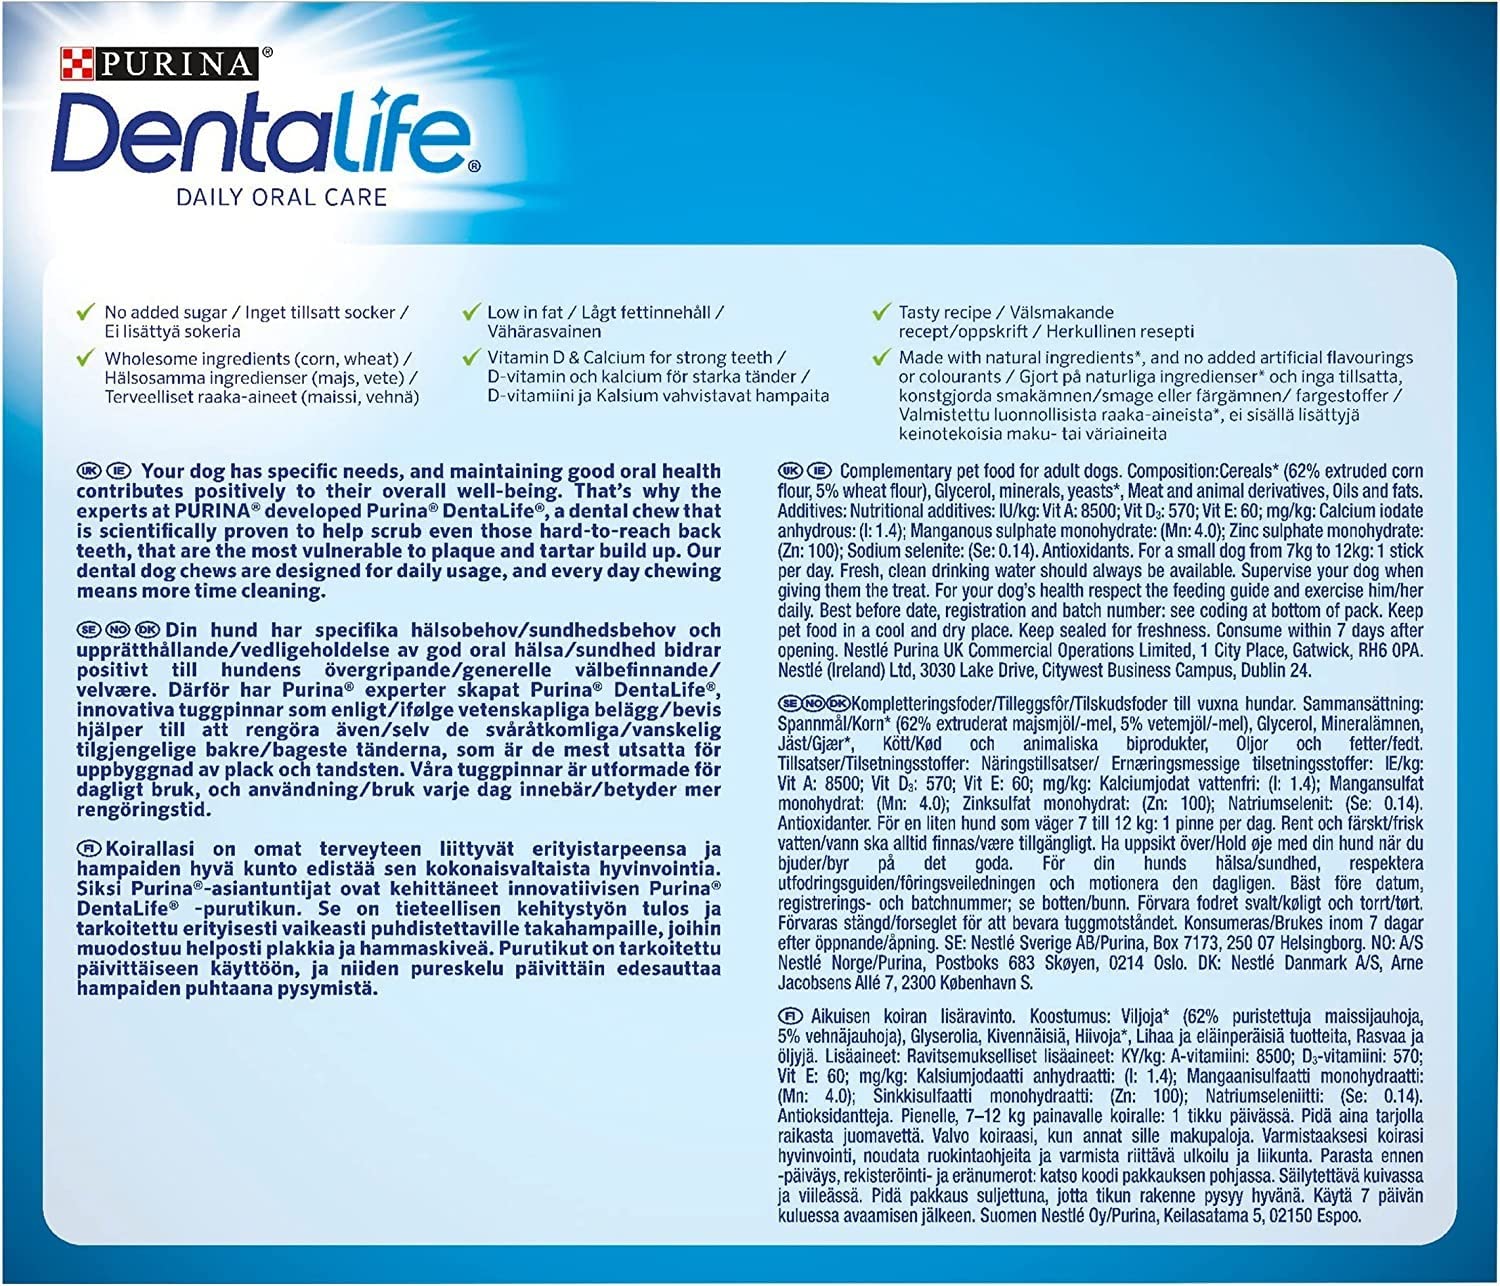 PURINA®
DentaLife®
DAILY ORAL CARE
No added sugar / Inget tillsatt socker /
Ei lisättyä sokeria
Wholesome ingredients (corn, wheat) /
Hälsosamma ingredienser (majs, vete) /
Terveelliset raaka-aineet (maissi, vehnä)
Low in fat / Lågt fettinnehåll /
Vähärasvainen
Vitamin D & Calcium for strong teeth /
D-vitamin och kalcium för starka tänder /
D-vitamiini ja Kalsium vahvistavat hampaita
Tasty recipe / Välsmakande
recept/oppskrift / Herkullinen resepti
Made with natural ingredients*, and no added artificial flavourings
or colourants / Gjort på naturliga ingredienser* och inga tillsatta,
konstgjorda smakämnen/smage eller färgämnen/ fargestoffer /
Valmistettu luonnollisista raaka-aineista*, ei sisällä lisättyjä
keinotekoisia maku- tai väriaineita
UK IE Your dog has specific needs, and maintaining good oral health
contributes positively to their overall well-being. That's why the
experts at PURINA® developed Purina® DentaLife®, a dental chew that
is scientifically proven to help scrub even those hard-to-reach back
teeth, that are the most vulnerable to plaque and tartar build up. Our
dental dog chews are designed for daily usage, and every day chewing
means more time cleaning.
SE NO DK Din hund har specifika hälsobehov/sundhedsbehov och
upprätthållande/vedligeholdelse av god oral hälsa/sundhed bidrar
positivt till hundens övergripande/generelle välbefinnande/
velvære. Därför har Purina® experter skapat Purina® DentaLife®,
innovativa tuggpinnar som enligt/ifølge vetenskapliga belägg/bevis
hjälper till att rengöra även/selv de svåråtkomliga/vanskelig
tilgjengelige bakre/bageste tänderna, som är de mest utsatta för
uppbyggnad av plack och tandsten. Våra tuggpinnar är utformade för
dagligt bruk, och användning/bruk varje dag innebär/betyder mer
rengöringstid.
FI Koirallasi on omat terveyteen liittyvät erityistarpeensa ja
hampaiden hyvä kunto edistää sen kokonaisvaltaista hyvinvointia.
Siksi Purina®-asiantuntijat ovat kehittäneet innovatiivisen Purina®
DentaLife® -purutikun. Se on tieteellisen kehitystyön tulos ja
tarkoitettu erityisesti vaikeasti puhdistettaville takahampaille, joihin
muodostuu helposti plakkia ja hammaskiveä. Purutikut on tarkoitettu
päivittäiseen käyttöön, ja niiden pureskelu päivittäin edesauttaa
hampaiden puhtaana pysymistä.
UK IE Complementary pet food for adult dogs. Composition:Cereals* (62% extruded corn
flour, 5% wheat flour), Glycerol, minerals, yeasts*, Meat and animal derivatives, Oils and fats.
Additives: Nutritional additives: IU/kg: Vit A: 8500; Vit D₃: 570; Vit E: 60; mg/kg: Calcium iodate
anhydrous: (I: 1.4); Manganous sulphate monohydrate: (Mn: 4.0); Zinc sulphate monohydrate:
(Zn: 100); Sodium selenite: (Se: 0.14). Antioxidants. For a small dog from 7kg to 12kg: 1 stick
per day. Fresh, clean drinking water should always be available. Supervise your dog when
giving them the treat. For your dog's health respect the feeding guide and exercise him/her
daily. Best before date, registration and batch number: see coding at bottom of pack. Keep
pet food in a cool and dry place. Keep sealed for freshness. Consume within 7 days after
opening. Nestlé Purina UK Commercial Operations Limited, 1 City Place, Gatwick, RH6 0PA.
Nestlé (Ireland) Ltd, 3030 Lake Drive, Citywest Business Campus, Dublin 24.
SE NO DK Kompletteringsfoder/Tilleggsfôr/Tilskudsfoder till vuxna hundar. Sammansättning:
Spannmål/Korn* (62% extruderat majsmjöl/-mel, 5% vetemjöl/-mel), Glycerol, Mineralämnen,
Jäst/Gjær*, Kött/Kød och animaliska biprodukter, Oljor och fetter/fedt.
Tillsatser/Tilsetningsstoffer: Näringstillsatser/ Ernæringsmessige tilsetningsstoffer: IE/kg:
Vit A: 8500; Vit D₃: 570; Vit E: 60; mg/kg: Kalciumjodat vattenfri: (I: 1.4); Mangansulfat
monohydrat: (Mn: 4.0); Zinksulfat monohydrat: (Zn: 100); Natriumselenit: (Se: 0.14).
Antioxidanter. För en liten hund som väger 7 till 12 kg: 1 pinne per dag. Rent och färskt/frisk
vatten/vann ska alltid finnas/være tillgängligt. Ha uppsikt över/Hold øje med din hund när du
bjuder/byr på det goda. För din hunds hälsa/sundhed, respektera
utfodringsguiden/fôringsveiledningen och motionera den dagligen. Bäst före datum,
registrerings- och batchnummer; se botten/bunn. Förvara fodret svalt/køligt och torrt/tørt.
Förvaras stängd/forseglet för att bevara tuggmotståndet. Konsumeras/Brukes inom 7 dagar
efter öppnande/åpning. SE: Nestlé Sverige AB/Purina, Box 7173, 250 07 Helsingborg. NO: A/S
Nestlé Norge/Purina, Postboks 683 Skøyen, 0214 Oslo. DK: Nestlé Danmark A/S, Arne
Jacobsens Allé 7, 2300 København S.
FI Aikuisen koiran lisäravinto. Koostumus: Viljoja* (62% puristettuja maissijauhoja,
5% vehnäjauhoja), Glyserolia, Kivennäisiä, Hiivoja*, Lihaa ja eläinperäisiä tuotteita, Rasvaa ja
öljyjä. Lisäaineet: Ravitsemukselliset lisäaineet: KY/kg: A-vitamiini: 8500; D₃-vitamiini: 570;
Vit E: 60; mg/kg: Kalsiumjodaatti anhydraatti: (I: 1.4); Mangaanisulfaatti monohydraatti:
(Mn: 4.0); Sinkkisulfaatti monohydraatti: (Zn: 100); Natriumseleniitti: (Se: 0.14).
Antioksidantteja. Pienelle, 7–12 kg painavalle koiralle: 1 tikku päivässä. Pidä aina tarjolla
raikasta juomavettä. Valvo koiraasi, kun annat sille makupaloja. Varmistaaksesi koirasi
hyvinvointi, noudata ruokintaohjeita ja varmista riittävä ulkoilu ja liikunta. Parasta ennen
-päiväys, rekisteröinti- ja eränumerot: katso koodi pakkauksen pohjassa. Säilytettävä kuivassa
ja viileässä. Pidä pakkaus suljettuna, jotta tikun rakenne pysyy hyvänä. Käytä 7 päivän
kuluessa avaamisen jälkeen. Suomen Nestlé Oy/Purina, Keilasatama 5, 02150 Espoo.